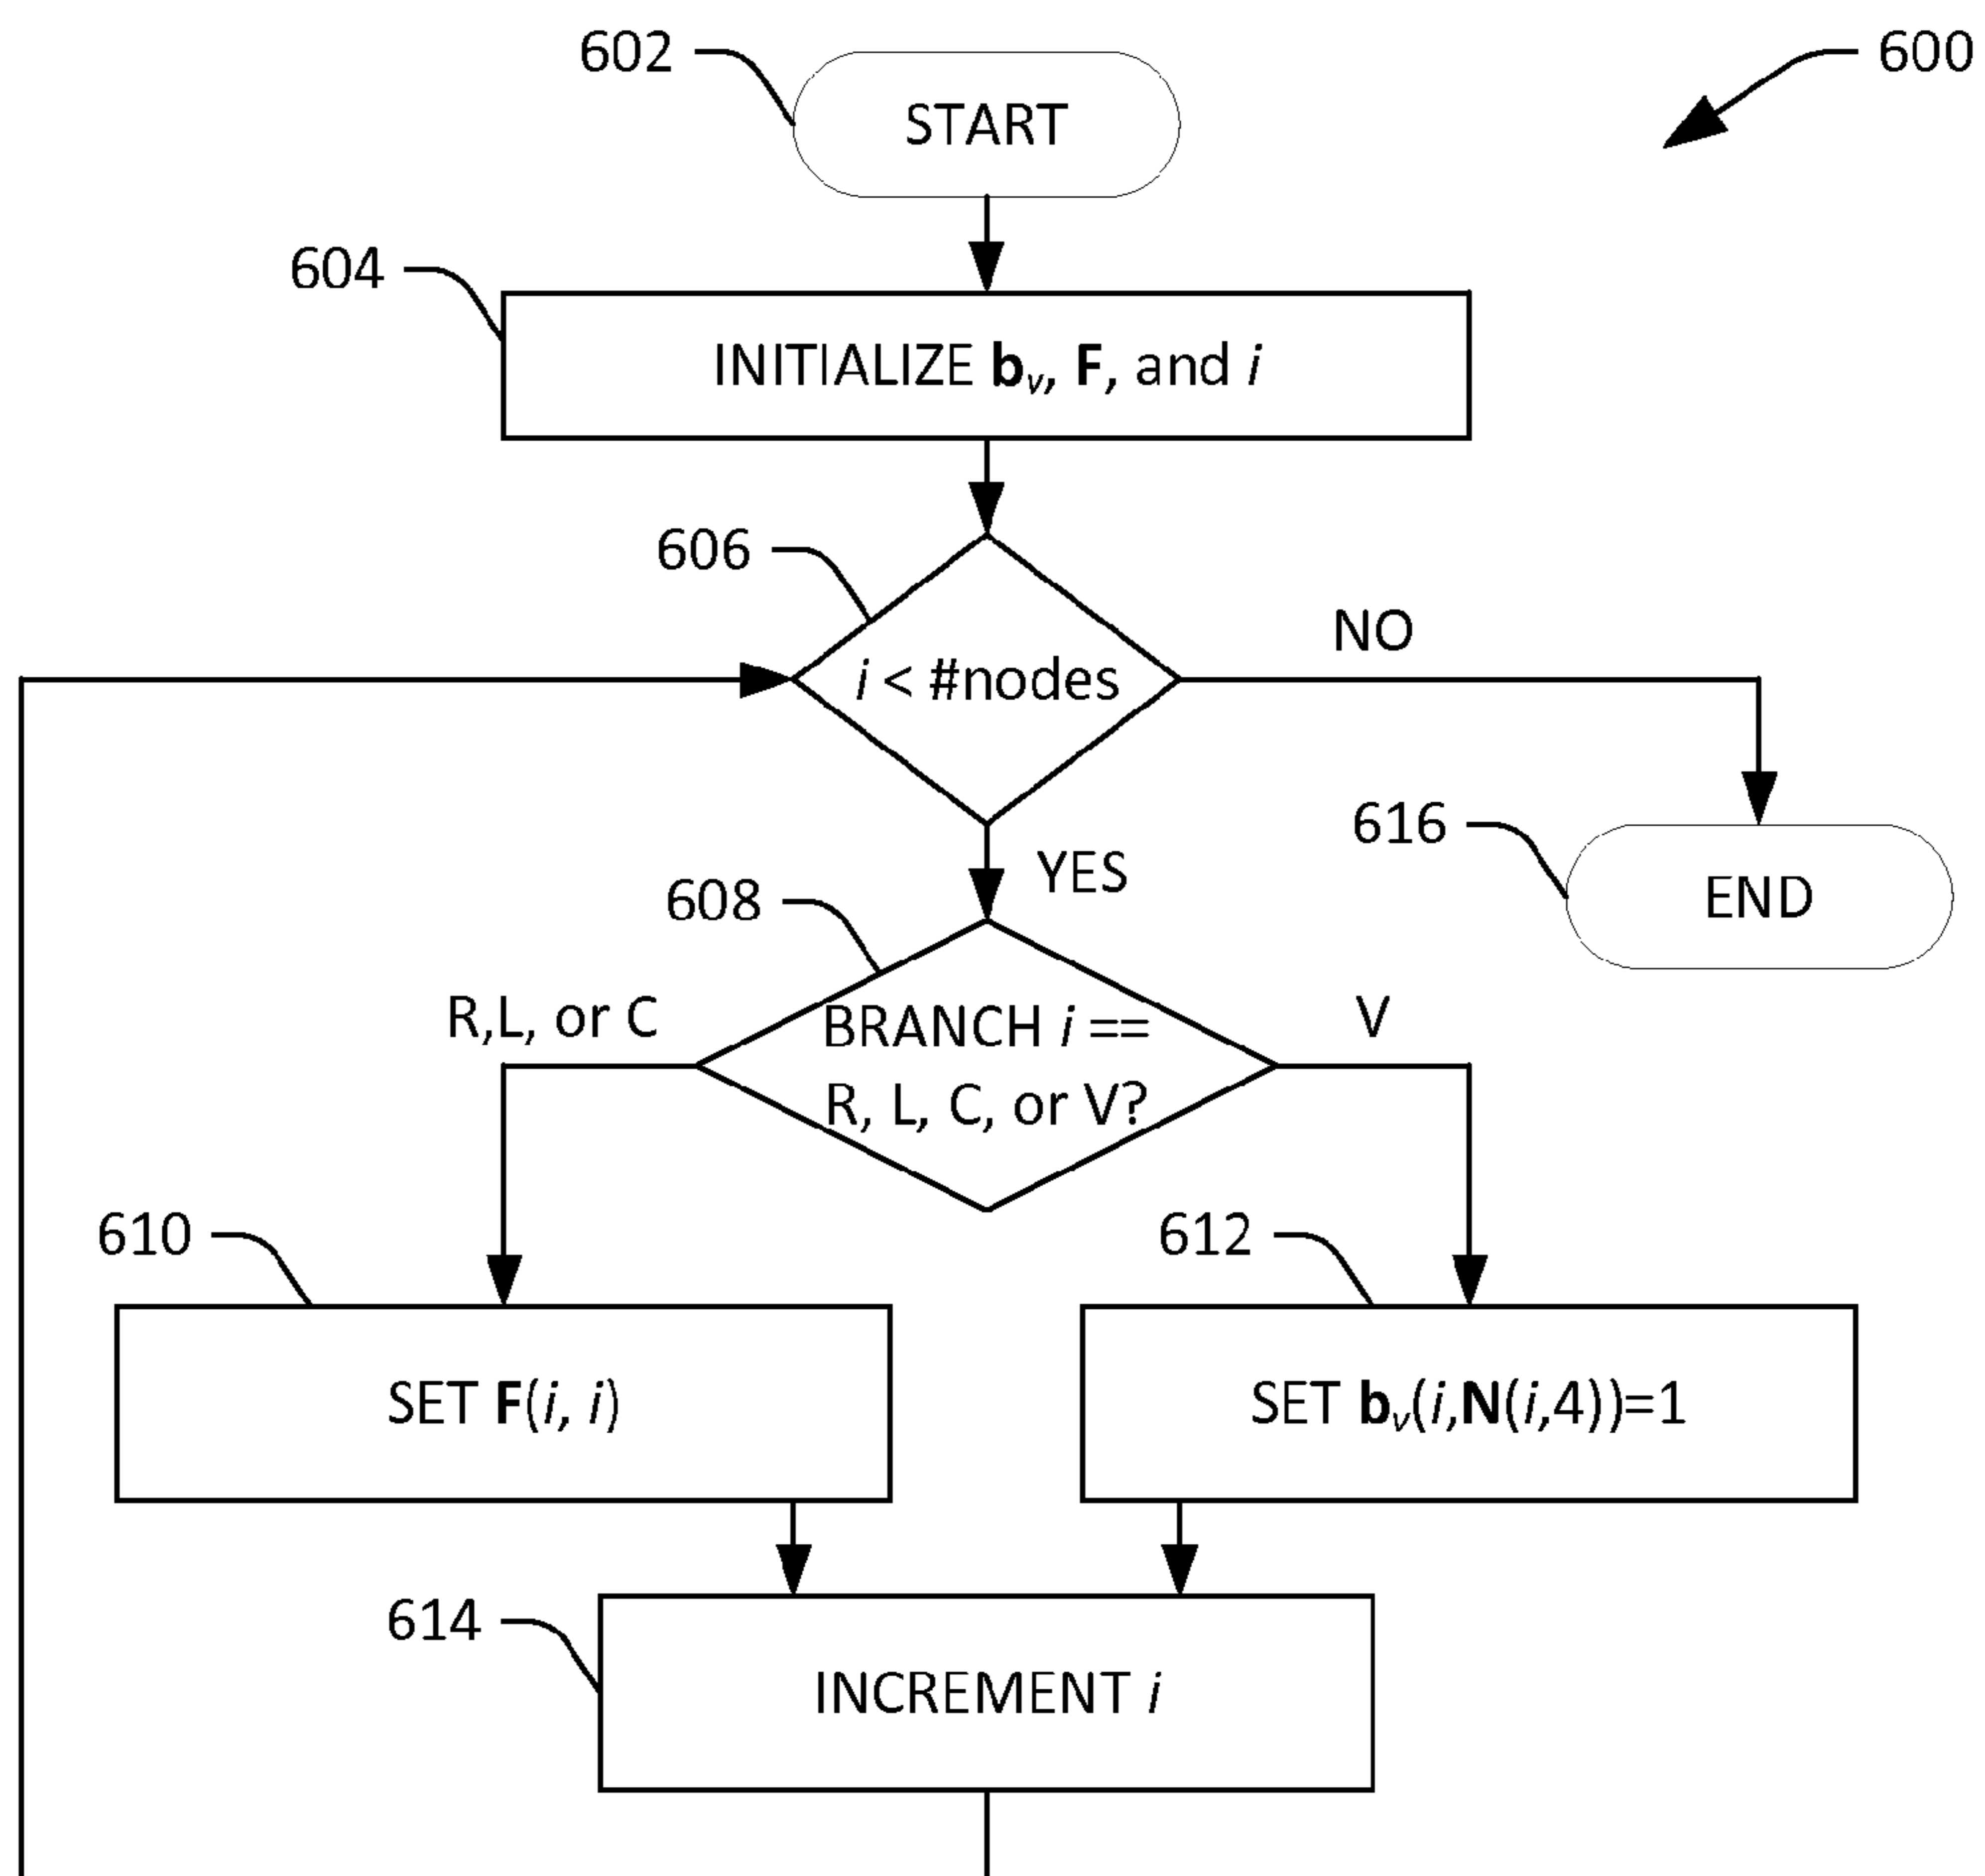 602
START
600
604
INITIALIZE bv, F, and i
606
i < #nodes
NO
616
END
YES
608
R,L, or C
BRANCH i ==
R, L, C, or V?
V
610
SET F(i, i)
612
SET bv(i,N(i,4))=1
614
INCREMENT i